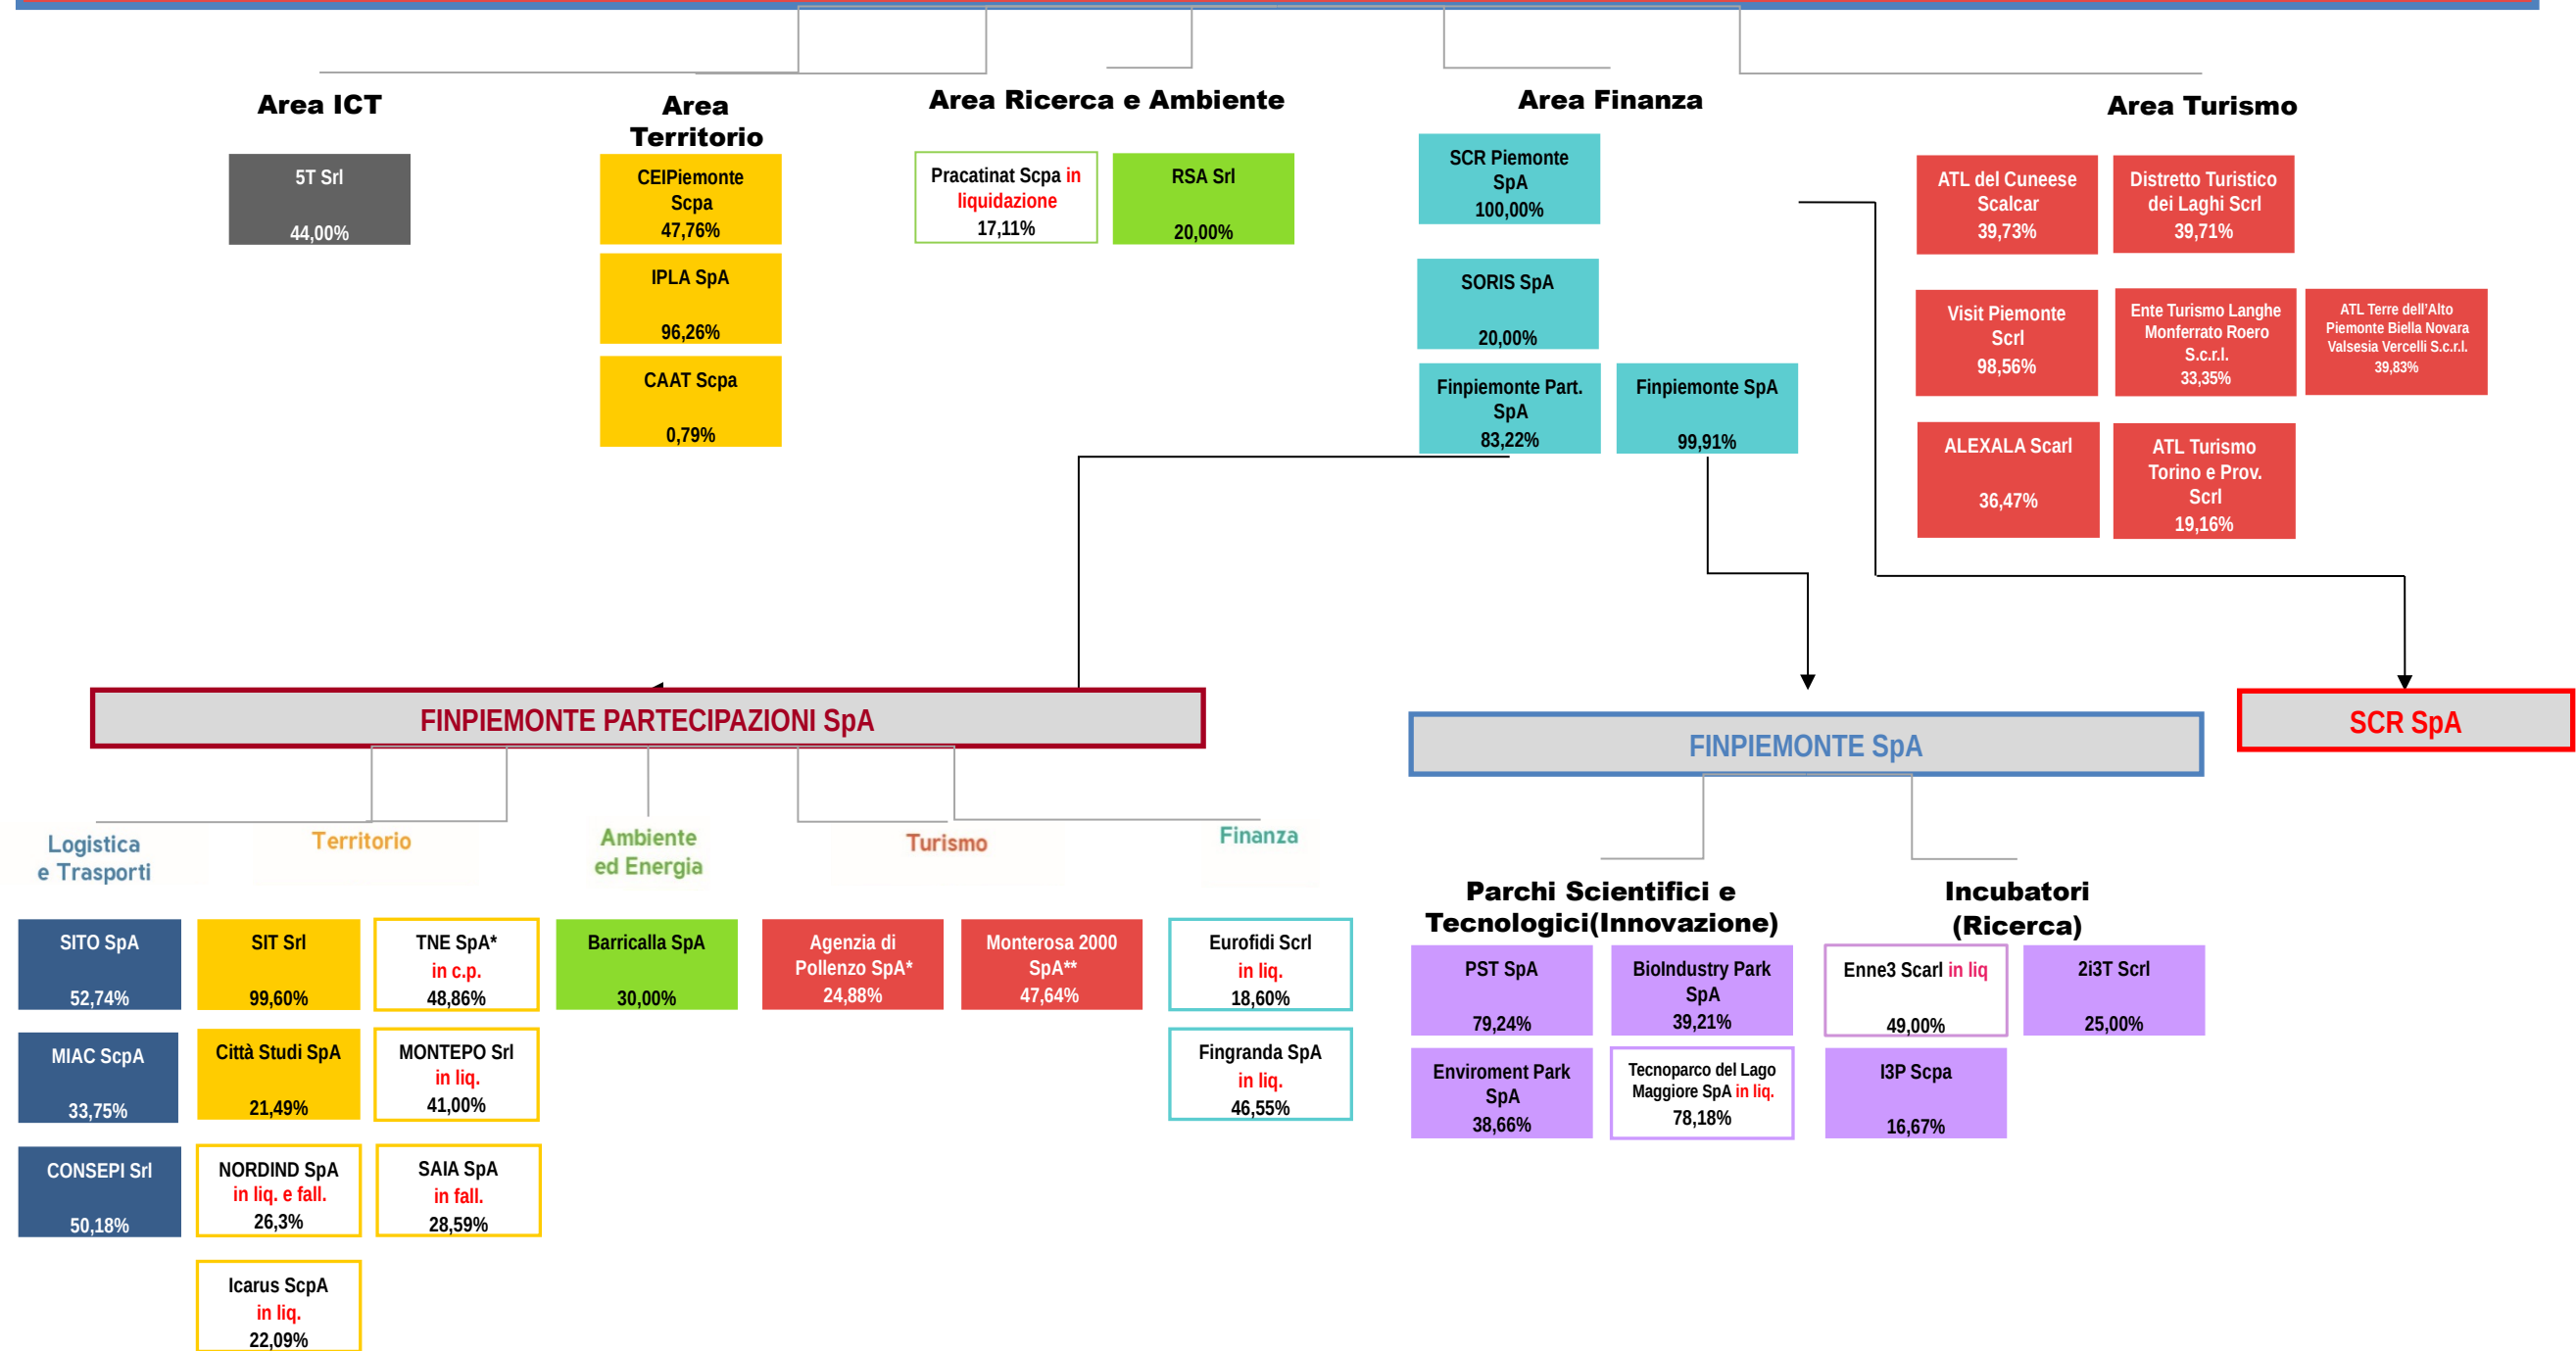 Area ICT
5T Srl
44,00%
Area
Territorio
CEIPiemonte
Scpa
47,76%
IPLA SpA
96,26%
CAAT Scpa
0,79%
Area Ricerca e Ambiente
Pracatinat Scpa in
liquidazione
17,11%
RSA Srl
20,00%
Area Finanza
SCR Piemonte
SpA
100,00%
SORIS SpA
20,00%
Finpiemonte Part.
SpA
83,22%
Finpiemonte SpA
99,91%
Area Turismo
ATL del Cuneese
Scalcar
39,73%
Distretto Turistico
dei Laghi Scrl
39,71%
Visit Piemonte
Scrl
98,56%
Ente Turismo Langhe
Monferrato Roero
S.c.r.l.
33,35%
ATL Terre dell’Alto
Piemonte Biella Novara
Valsesia Vercelli S.c.r.l.
39,83%
ALEXALA Scarl
36,47%
ATL Turismo
Torino e Prov.
Scrl
19,16%
FINPIEMONTE PARTECIPAZIONI SpA
Logistica
e Trasporti
SITO SpA
52,74%
MIAC ScpA
33,75%
CONSEPI Srl
50,18%
Territorio
SIT Srl
99,60%
TNE SpA*
in c.p.
48,86%
Città Studi SpA
21,49%
MONTEPO Srl
in liq.
41,00%
NORDIND SpA
in liq. e fall.
26,3%
SAIA SpA
in fall.
28,59%
Icarus ScpA
in liq.
22,09%
Ambiente
ed Energia
Barricalla SpA
30,00%
Turismo
Agenzia di
Pollenzo SpA*
24,88%
Monterosa 2000
SpA**
47,64%
Finanza
Eurofidi Scrl
in liq.
18,60%
Fingranda SpA
in liq.
46,55%
FINPIEMONTE SpA
Parchi Scientifici e
Tecnologici(Innovazione)
PST SpA
79,24%
BioIndustry Park
SpA
39,21%
Enviroment Park
SpA
38,66%
Tecnoparco del Lago
Maggiore SpA in liq.
78,18%
Incubatori
(Ricerca)
Enne3 Scarl in liq
49,00%
2i3T Scrl
25,00%
I3P Scpa
16,67%
SCR SpA